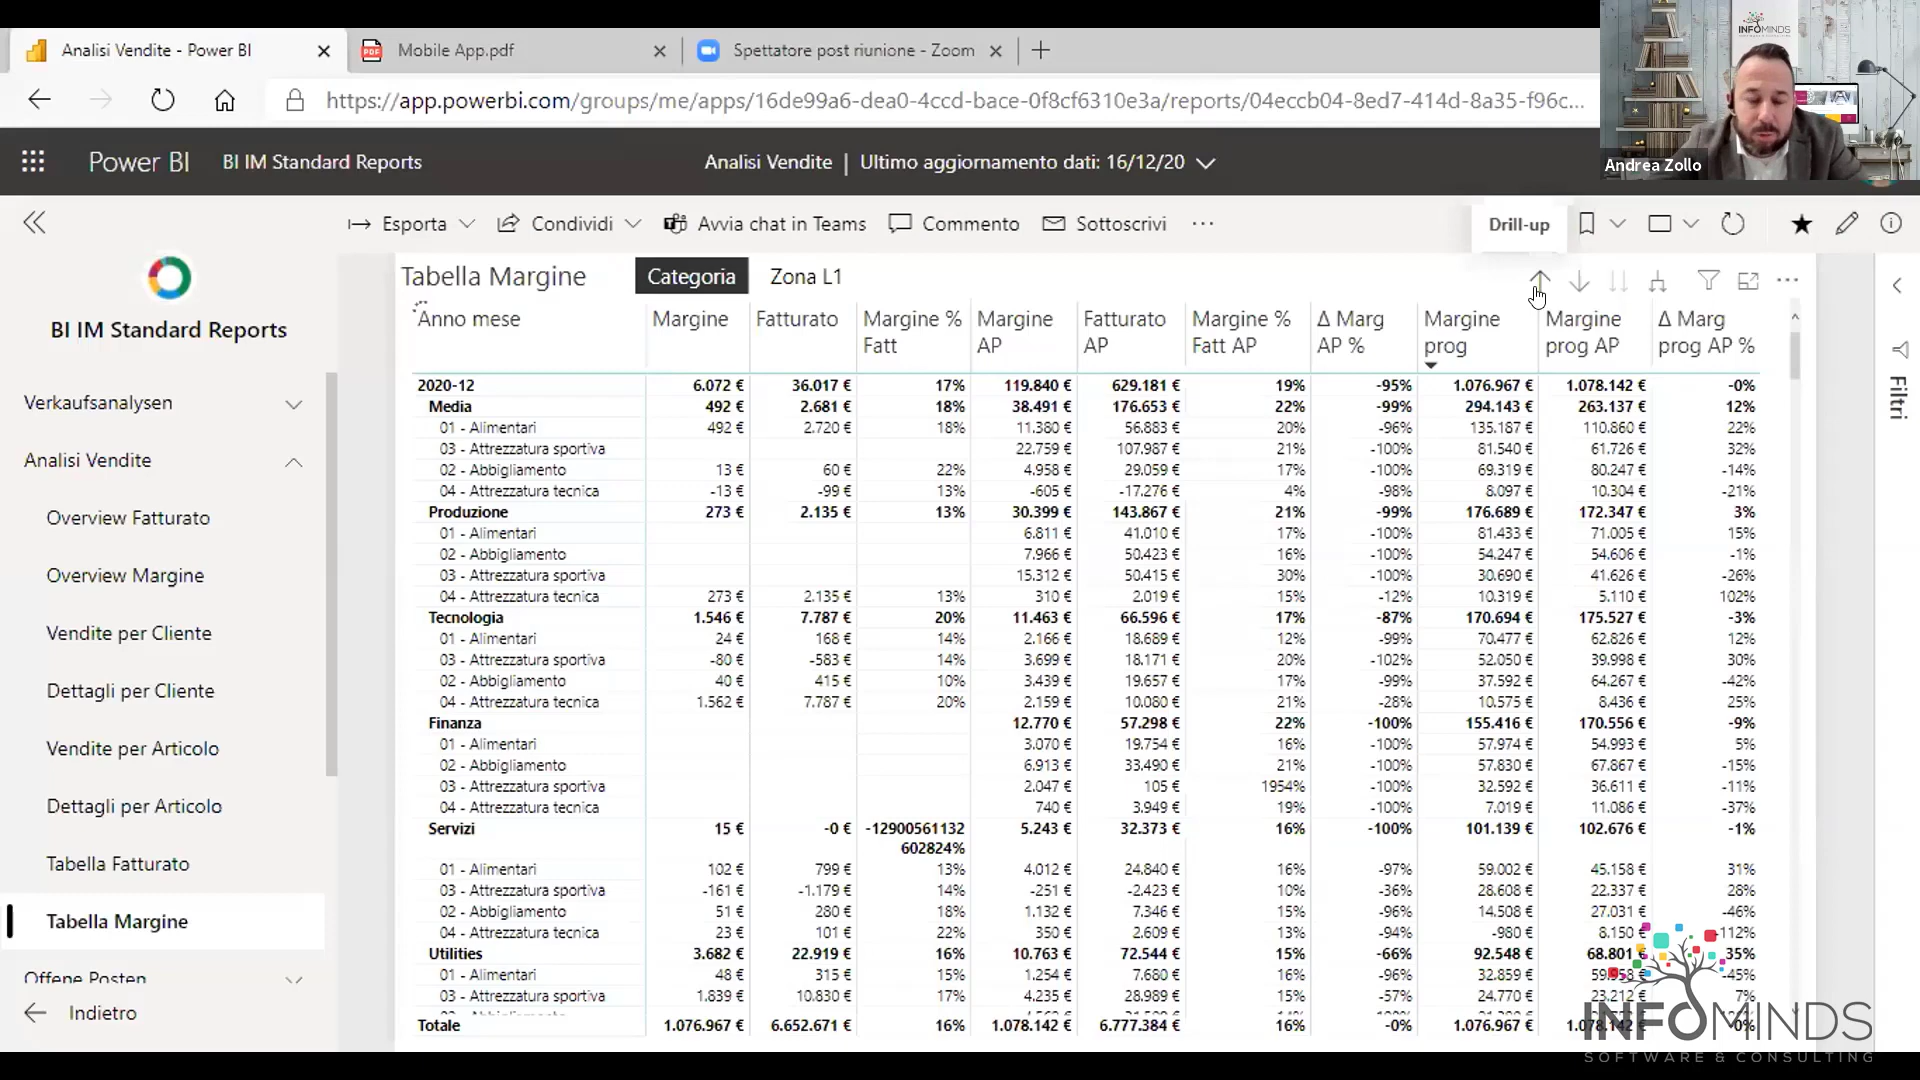 Analisi Vendite - Power BI
Mobile App.pdf
Spettatore post riunione - Zoom
https://app.powerbi.com/groups/me/apps/16de99a6-dea0-4ccd-bace-0f8cf6310e3a/reports/04eccb04-8ed7-414d-8a35-f96c...
INFOMINDS
Andrea Zollo
Power BI
BI IM Standard Reports
Analisi Vendite | Ultimo aggiornamento dati: 16/12/20
Esporta
Condividi
Avvia chat in Teams
Commento
Sottoscrivi
Drill-up
BI IM Standard Reports
Verkaufsanalysen
Analisi Vendite
Overview Fatturato
Overview Margine
Vendite per Cliente
Dettagli per Cliente
Vendite per Articolo
Dettagli per Articolo
Tabella Fatturato
Tabella Margine
Offene Posten
Indietro
Tabella Margine Categoria Zona L1
Filtri
Anno mese Margine Fatturato Margine % Fatt Margine AP Fatturato AP Margine % Fatt AP Δ Marg AP % Margine prog Margine prog AP Δ Marg prog AP %
2020-12 6.072 € 36.017 € 17% 119.840 € 629.181 € 19% -95% 1.076.967 € 1.078.142 € -0%
Media 492 € 2.681 € 18% 38.491 € 176.653 € 22% -99% 294.143 € 263.137 € 12%
01 - Alimentari 492 € 2.720 € 18% 11.380 € 56.883 € 20% -96% 135.187 € 110.860 € 22%
03 - Attrezzatura sportiva 22.759 € 107.987 € 21% -100% 81.540 € 61.726 € 32%
02 - Abbigliamento 13 € 60 € 22% 4.958 € 29.059 € 17% -100% 69.319 € 80.247 € -14%
04 - Attrezzatura tecnica -13 € -99 € 13% -605 € -17.276 € 4% -98% 8.097 € 10.304 € -21%
Produzione 273 € 2.135 € 13% 30.399 € 143.867 € 21% -99% 176.689 € 172.347 € 3%
01 - Alimentari 6.811 € 41.010 € 17% -100% 81.433 € 71.005 € 15%
02 - Abbigliamento 7.966 € 50.423 € 16% -100% 54.247 € 54.606 € -1%
03 - Attrezzatura sportiva 15.312 € 50.415 € 30% -100% 30.690 € 41.626 € -26%
04 - Attrezzatura tecnica 273 € 2.135 € 13% 310 € 2.019 € 15% -12% 10.319 € 5.110 € 102%
Tecnologia 1.546 € 7.787 € 20% 11.463 € 66.596 € 17% -87% 170.694 € 175.527 € -3%
01 - Alimentari 24 € 168 € 14% 2.166 € 18.689 € 12% -99% 70.477 € 62.826 € 12%
03 - Attrezzatura sportiva -80 € -583 € 14% 3.699 € 18.171 € 20% -102% 52.050 € 39.998 € 30%
02 - Abbigliamento 40 € 415 € 10% 3.439 € 19.657 € 17% -99% 37.592 € 64.267 € -42%
04 - Attrezzatura tecnica 1.562 € 7.787 € 20% 2.159 € 10.080 € 21% -28% 10.575 € 8.436 € 25%
Finanza 12.770 € 57.298 € 22% -100% 155.416 € 170.556 € -9%
01 - Alimentari 3.070 € 19.754 € 16% -100% 57.974 € 54.993 € 5%
02 - Abbigliamento 6.913 € 33.490 € 21% -100% 57.830 € 67.867 € -15%
03 - Attrezzatura sportiva 2.047 € 105 € 1954% -100% 32.592 € 36.611 € -11%
04 - Attrezzatura tecnica 740 € 3.949 € 19% -100% 7.019 € 11.086 € -37%
Servizi 15 € -0 € -12900561132 602824% 5.243 € 32.373 € 16% -100% 101.139 € 102.676 € -1%
01 - Alimentari 102 € 799 € 13% 4.012 € 24.840 € 16% -97% 59.002 € 45.158 € 31%
03 - Attrezzatura sportiva -161 € -1.179 € 14% -251 € -2.423 € 10% -36% 28.608 € 22.337 € 28%
02 - Abbigliamento 51 € 280 € 18% 1.132 € 7.346 € 15% -96% 14.508 € 27.031 € -46%
04 - Attrezzatura tecnica 23 € 101 € 22% 350 € 2.609 € 13% -94% -980 € 8.150 € -112%
Utilities 3.682 € 22.919 € 16% 10.763 € 72.544 € 15% -66% 92.548 € 68.801 € 35%
01 - Alimentari 48 € 315 € 15% 1.254 € 7.680 € 16% -96% 32.859 € -45%
03 - Attrezzatura sportiva 1.839 € 10.830 € 17% 4.235 € 28.989 € 15% -57% 24.770 € 23.212 € 7%
Totale 1.076.967 € 6.652.671 € 16% 1.078.142 € 6.777.384 € 16% -0% 1.076.967 € 1.078.142 € -0%
INFOMINDS
SOFTWARE & CONSULTING